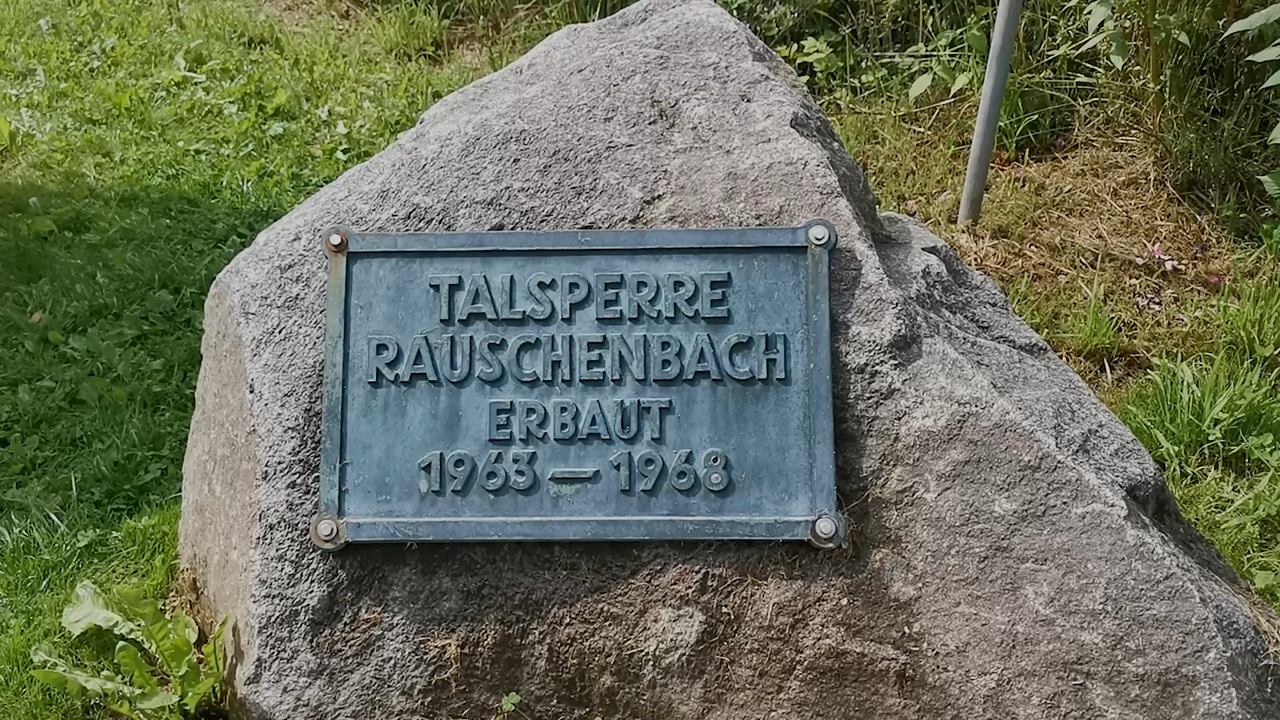 TALSPERRE
RAUSCHENBACH
ERBAUT
1963 — 1968